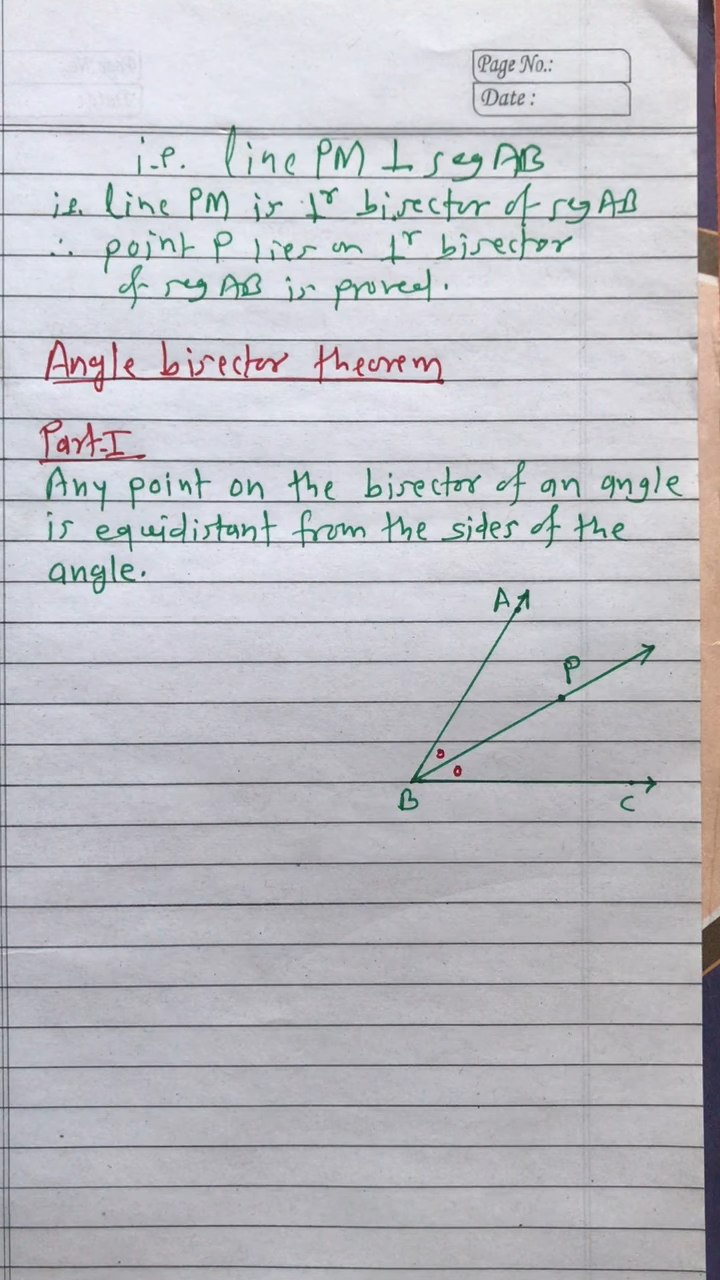 Page No.:
Date :
i.e. line PM ⊥ seg AB
i.e. line PM is ⊥r bisector of seg AB
∴ point P lies on ⊥r bisector
of seg AB is proved.
Angle bisector theorem
Part-I
Any point on the bisector of an angle
is equidistant from the sides of the
angle.
A
P
B
C